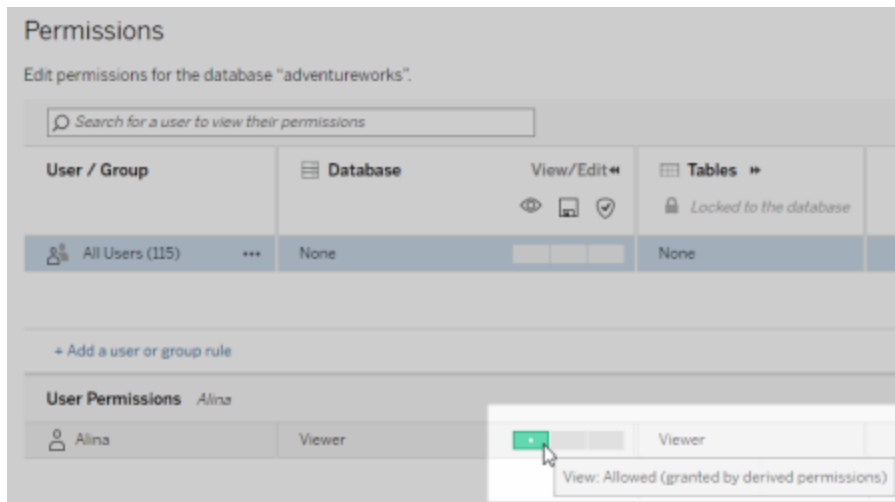 Permissions
Edit permissions for the database "adventureworks".
Search for a user to view their permissions
User / Group Database View/Edit Tables
Locked to the database
All Users (115) ••• None None
+ Add a user or group rule
User Permissions Alina
Alina Viewer Viewer
View: Allowed (granted by derived permissions)